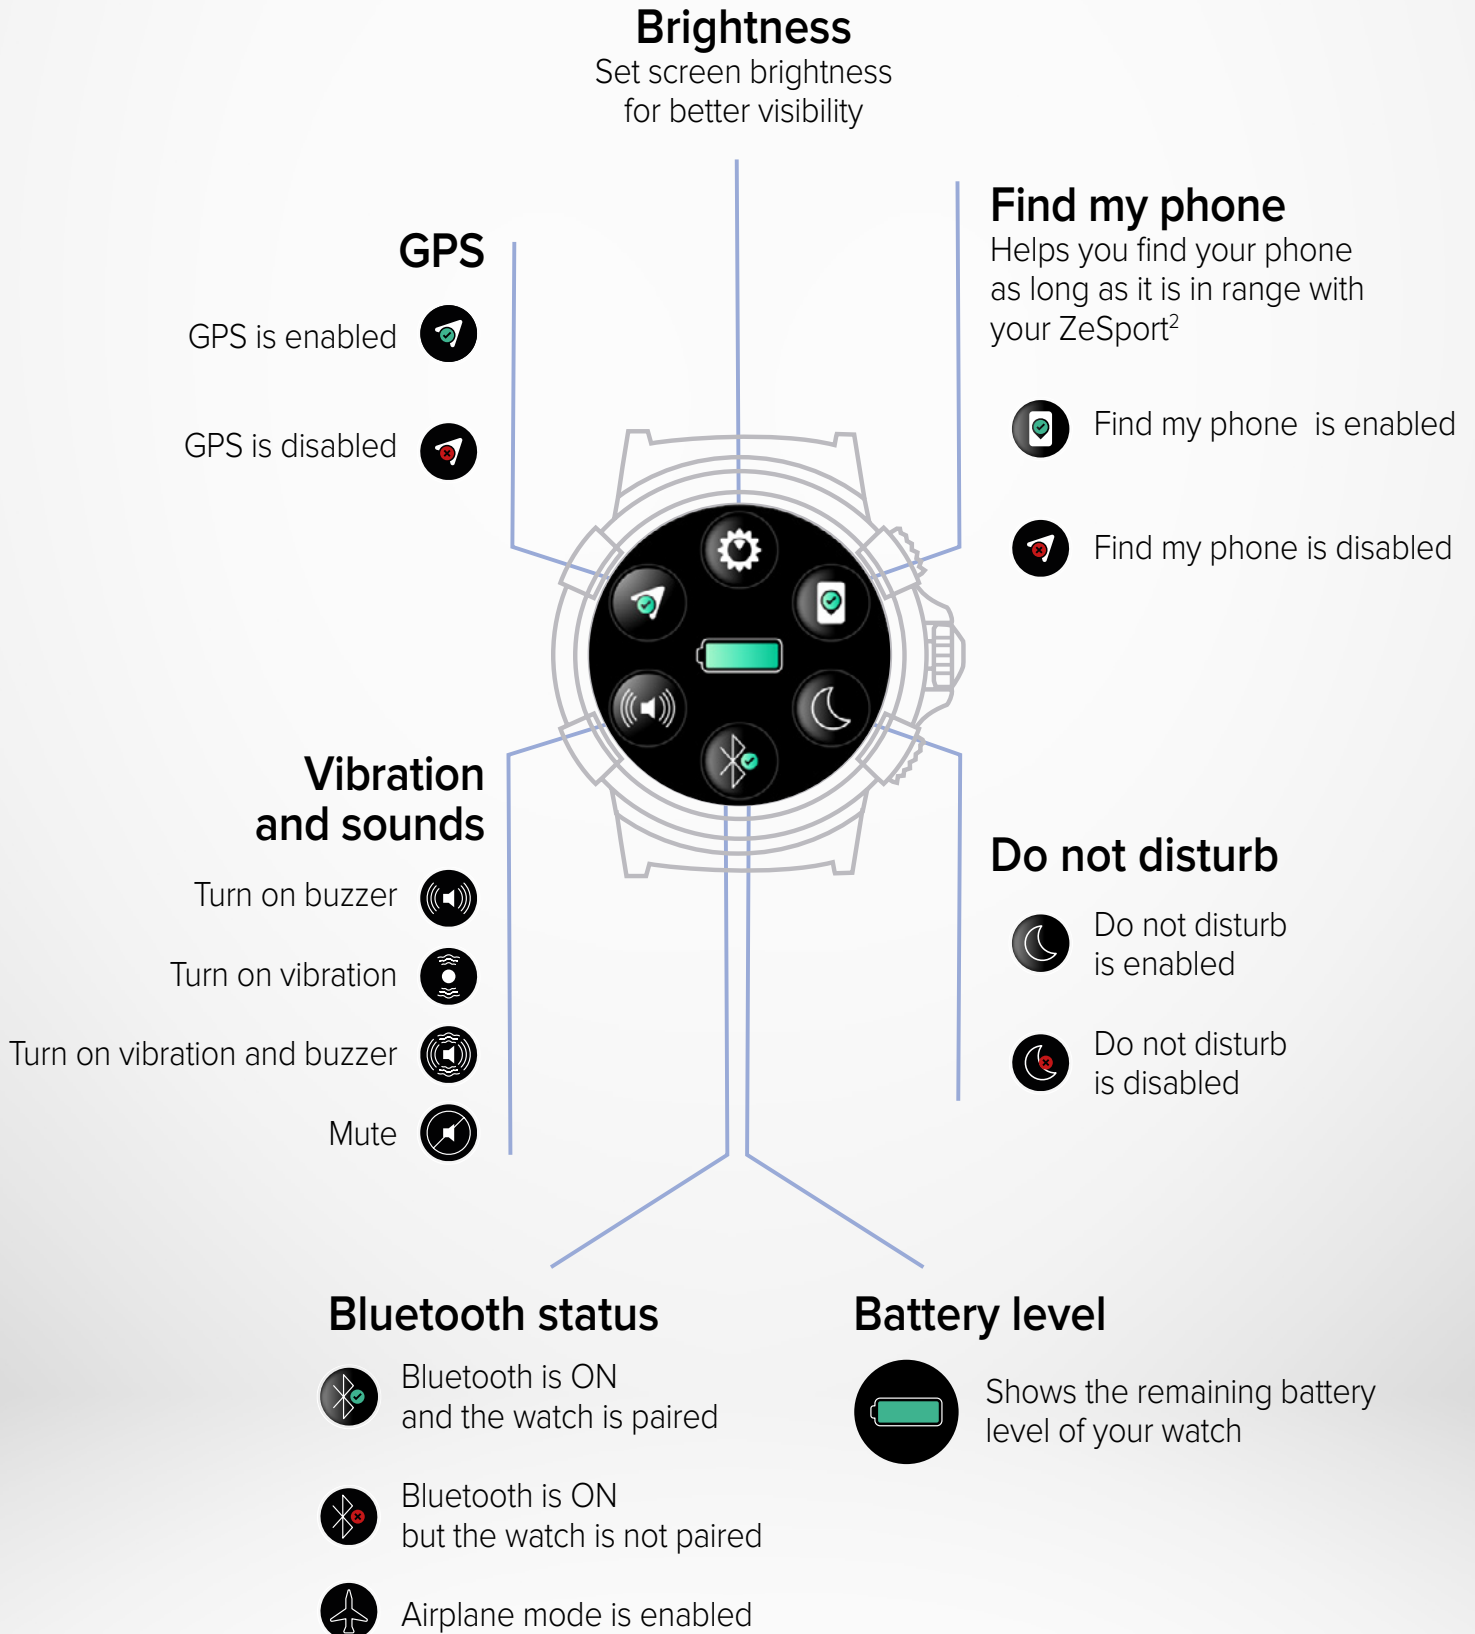 Brightness
Set screen brightness
for better visibility
GPS
GPS is enabled
GPS is disabled
Find my phone
Helps you find your phone
as long as it is in range with
your ZeSport²
Find my phone is enabled
Find my phone is disabled
Vibration
and sounds
Turn on buzzer
Turn on vibration
Turn on vibration and buzzer
Mute
Do not disturb
Do not disturb
is enabled
Do not disturb
is disabled
Bluetooth status
Bluetooth is ON
and the watch is paired
Bluetooth is ON
but the watch is not paired
Airplane mode is enabled
Battery level
Shows the remaining battery
level of your watch